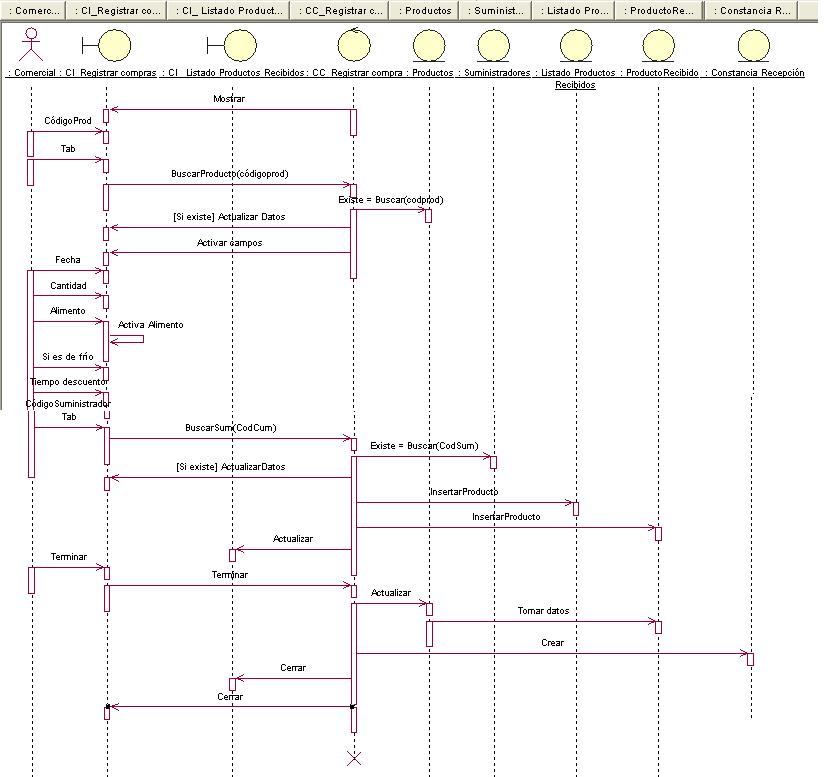 : Comerc...
: CI_Registrar co...
: CI_ Listado Product...
: CC_Registrar c...
: Productos
: Suminist...
: Listado Pro...
: ProductoRe...
: Constancia R...
: Comercial
: CI_Registrar compras
: CI_ Listado Productos Recibidos
: CC_Registrar compra
: Productos
: Suministradores
: Listado Productos
Recibidos
: ProductoRecibido
: Constancia Recepción
Mostrar
CódigoProd
Tab
BuscarProducto(códigoprod)
Existe = Buscar(codprod)
[Si existe] Actualizar Datos
Activar campos
Fecha
Cantidad
Alimento
Activa Alimento
Si es de frío
Tiempo descuento
CódigoSuministrador
Tab
BuscarSum(CodCum)
Existe = Buscar(CodSum)
[Si existe] ActualizarDatos
InsertarProducto
InsertarProducto
Actualizar
Terminar
Terminar
Actualizar
Tomar datos
Crear
Cerrar
Cerrar